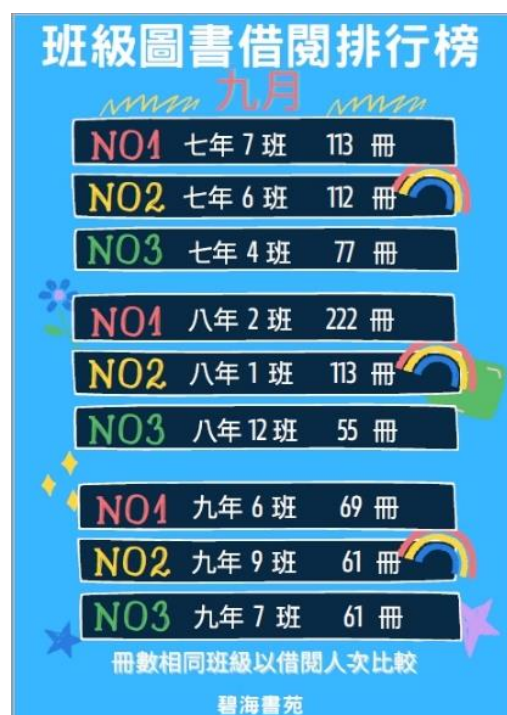 班級圖書借閱排行榜
九月
NO1 七年 7 班 113 冊
NO2 七年 6 班 112 冊
NO3 七年 4 班 77 冊
NO1 八年 2 班 222 冊
NO2 八年 1 班 113 冊
NO3 八年 12 班 55 冊
NO1 九年 6 班 69 冊
NO2 九年 9 班 61 冊
NO3 九年 7 班 61 冊
冊數相同班級以借閱人次比較
碧海書苑